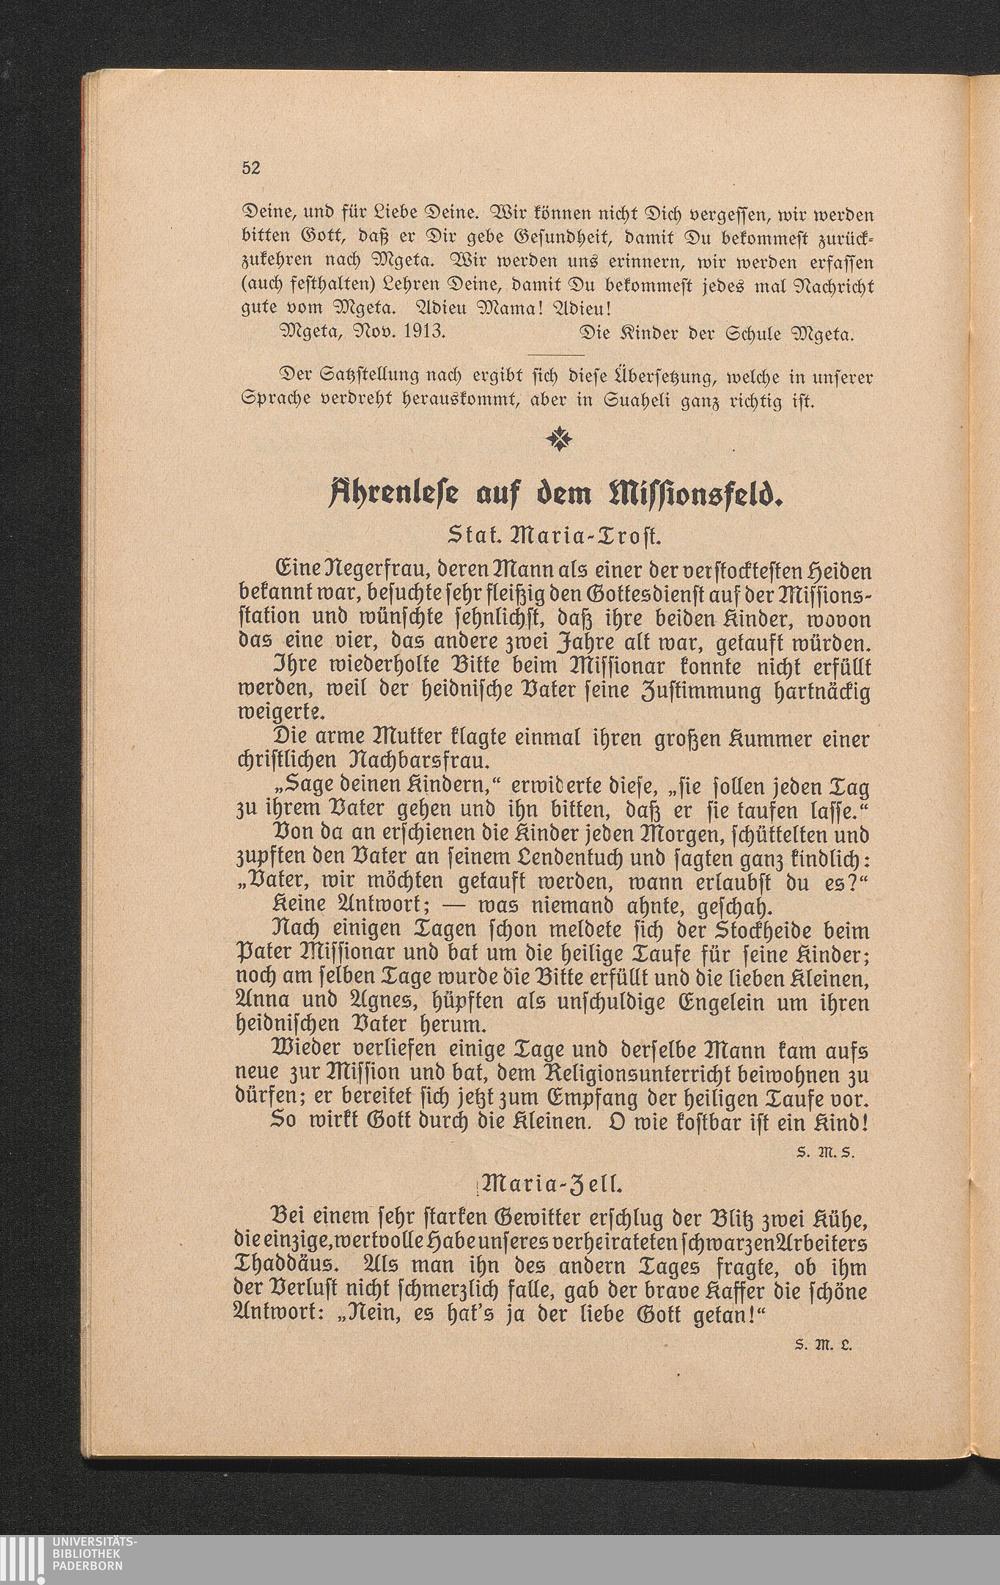 52
Deine, und für Liebe Deine. Wir können nicht Dich vergessen, wir werden
bitten Gott, daß er Dir gebe Gesundheit, damit Du bekommest zurück-
zukehren nach Mgeta. Wir werden uns erinnern, wir werden erfassen
(auch festhalten) Lehren Deine, damit Du bekommest jedes mal Nachricht
gute vom Mgeta. Adieu Mama! Adieu!
Mgeta, Nov. 1913. Die Kinder der Schule Mgeta.
Der Satzstellung nach ergibt sich diese Übersetzung, welche in unserer
Sprache verdreht herauskommt, aber in Suaheli ganz richtig ist.
Ährenlese auf dem Missionsfeld.
Stat. Maria-Trost.
Eine Negerfrau, deren Mann als einer der verstocktesten Heiden
bekannt war, besuchte sehr fleißig den Gottesdienst auf der Missions-
station und wünschte sehnlichst, daß ihre beiden Kinder, wovon
das eine vier, das andere zwei Jahre alt war, getauft würden.
Ihre wiederholte Bitte beim Missionar konnte nicht erfüllt
werden, weil der heidnische Vater seine Zustimmung hartnäckig
weigerte.
Die arme Mutter klagte einmal ihren großen Kummer einer
christlichen Nachbarsfrau.
„Sage deinen Kindern,“ erwiderte diese, „sie sollen jeden Tag
zu ihrem Vater gehen und ihn bitten, daß er sie taufen lasse.“
Von da an erschienen die Kinder jeden Morgen, schüttelten und
zupften den Vater an seinem Lendentuch und sagten ganz kindlich:
„Vater, wir möchten getauft werden, wann erlaubst du es?“
Keine Antwort; — was niemand ahnte, geschah.
Nach einigen Tagen schon meldete sich der Stockheide beim
Pater Missionar und bat um die heilige Taufe für seine Kinder;
noch am selben Tage wurde die Bitte erfüllt und die lieben Kleinen,
Anna und Agnes, hüpften als unschuldige Engelein um ihren
heidnischen Vater herum.
Wieder verliefen einige Tage und derselbe Mann kam aufs
neue zur Mission und bat, dem Religionsunterricht beiwohnen zu
dürfen; er bereitet sich jetzt zum Empfang der heiligen Taufe vor.
So wirkt Gott durch die Kleinen. O wie kostbar ist ein Kind!
S. M. S.
Maria-Zell.
Bei einem sehr starken Gewitter erschlug der Blitz zwei Kühe,
die einzige, wertvolle Habe unseres verheirateten schwarzen Arbeiters
Thaddäus. Als man ihn des andern Tages fragte, ob ihm
der Verlust nicht schmerzlich falle, gab der brave Kaffer die schöne
Antwort: „Nein, es hat's ja der liebe Gott getan!“
S. M. L.
UNIVERSITÄTS-
BIBLIOTHEK
PADERBORN